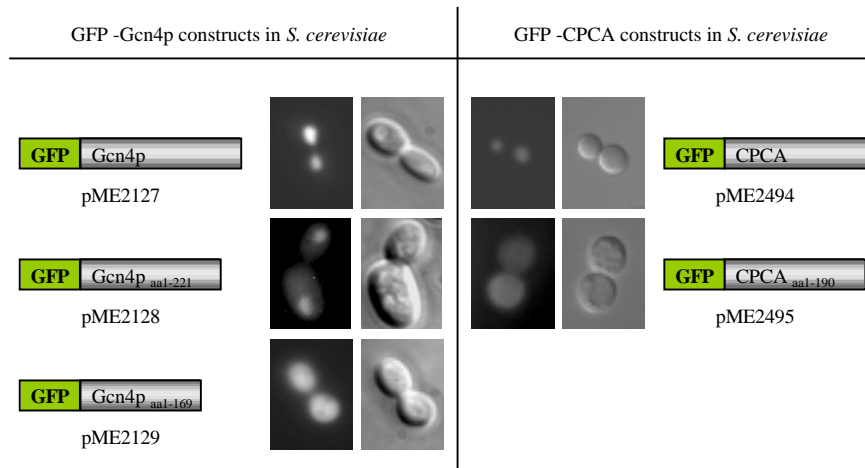 GFP -Gcn4p constructs in S. cerevisiae
GFP -CPCA constructs in S. cerevisiae
GFP Gcn4p
pME2127
GFP CPCA
pME2494
GFP Gcn4p aa1-221
pME2128
GFP CPCA aa1-190
pME2495
GFP Gcn4p aa1-169
pME2129